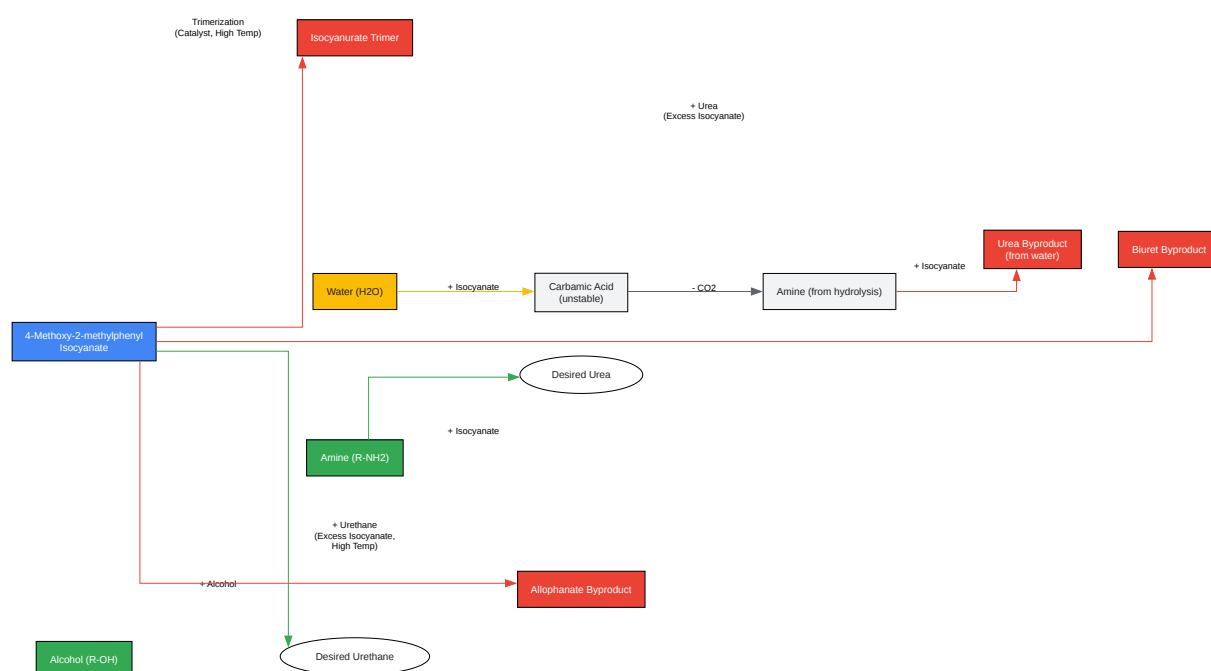 Trimerization
(Catalyst, High Temp)
Isocyanurate Trimer
+ Urea
(Excess Isocyanate)
Urea Byproduct
(from water)
Biuret Byproduct
+ Isocyanate
Water (H2O)
+ Isocyanate
Carbamic Acid
(unstable)
- CO2
Amine (from hydrolysis)
4-Methoxy-2-methylphenyl
Isocyanate
Desired Urea
+ Isocyanate
Amine (R-NH2)
+ Urethane
(Excess Isocyanate,
High Temp)
+ Alcohol
Allophanate Byproduct
Alcohol (R-OH)
Desired Urethane